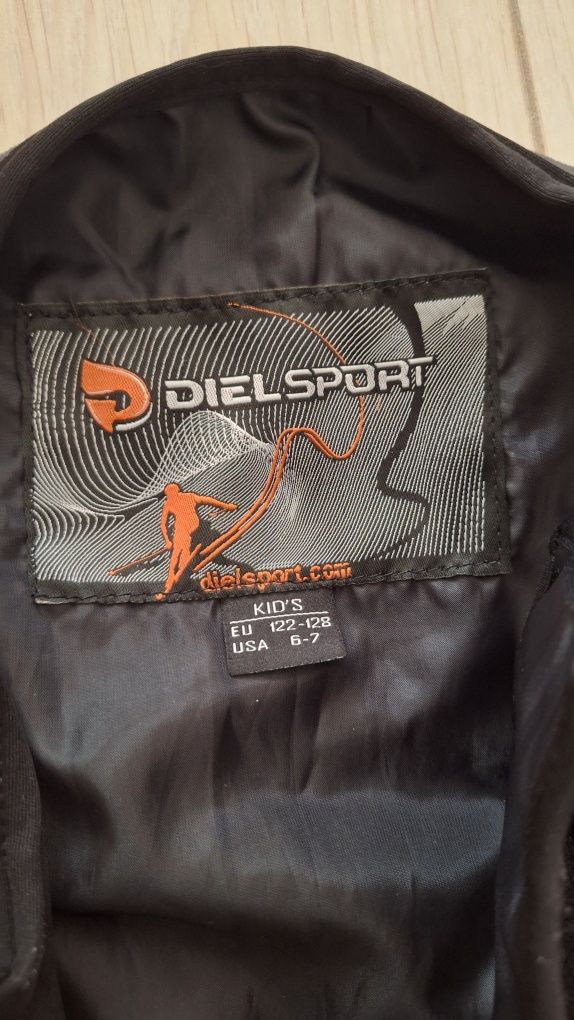 DIELSPORT
dielsport.com
KID'S
EU 122-128
USA 6-7